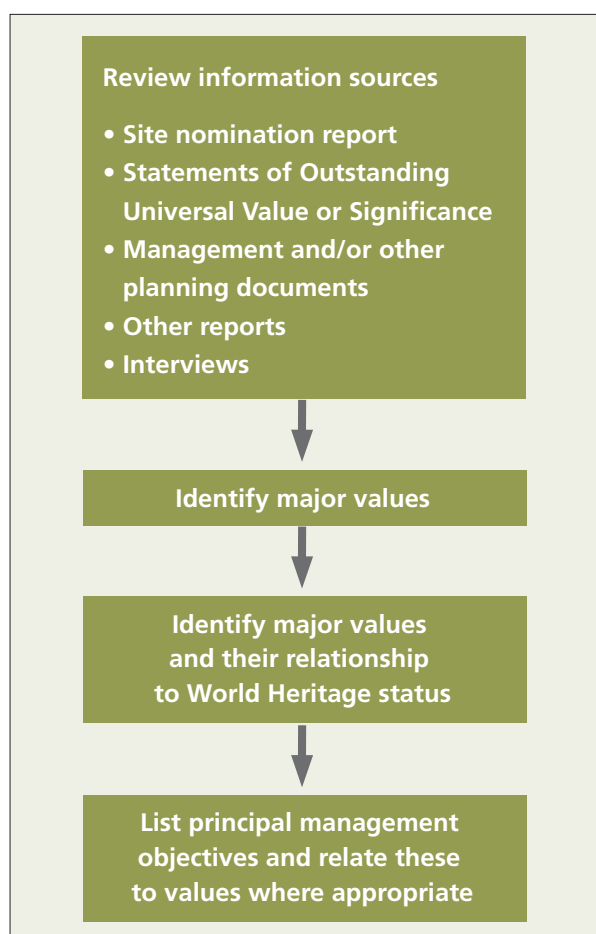 Review information sources
• Site nomination report
• Statements of Outstanding
Universal Value or Significance
• Management and/or other
planning documents
• Other reports
• Interviews
Identify major values
Identify major values
and their relationship
to World Heritage status
List principal management
objectives and relate these
to values where appropriate